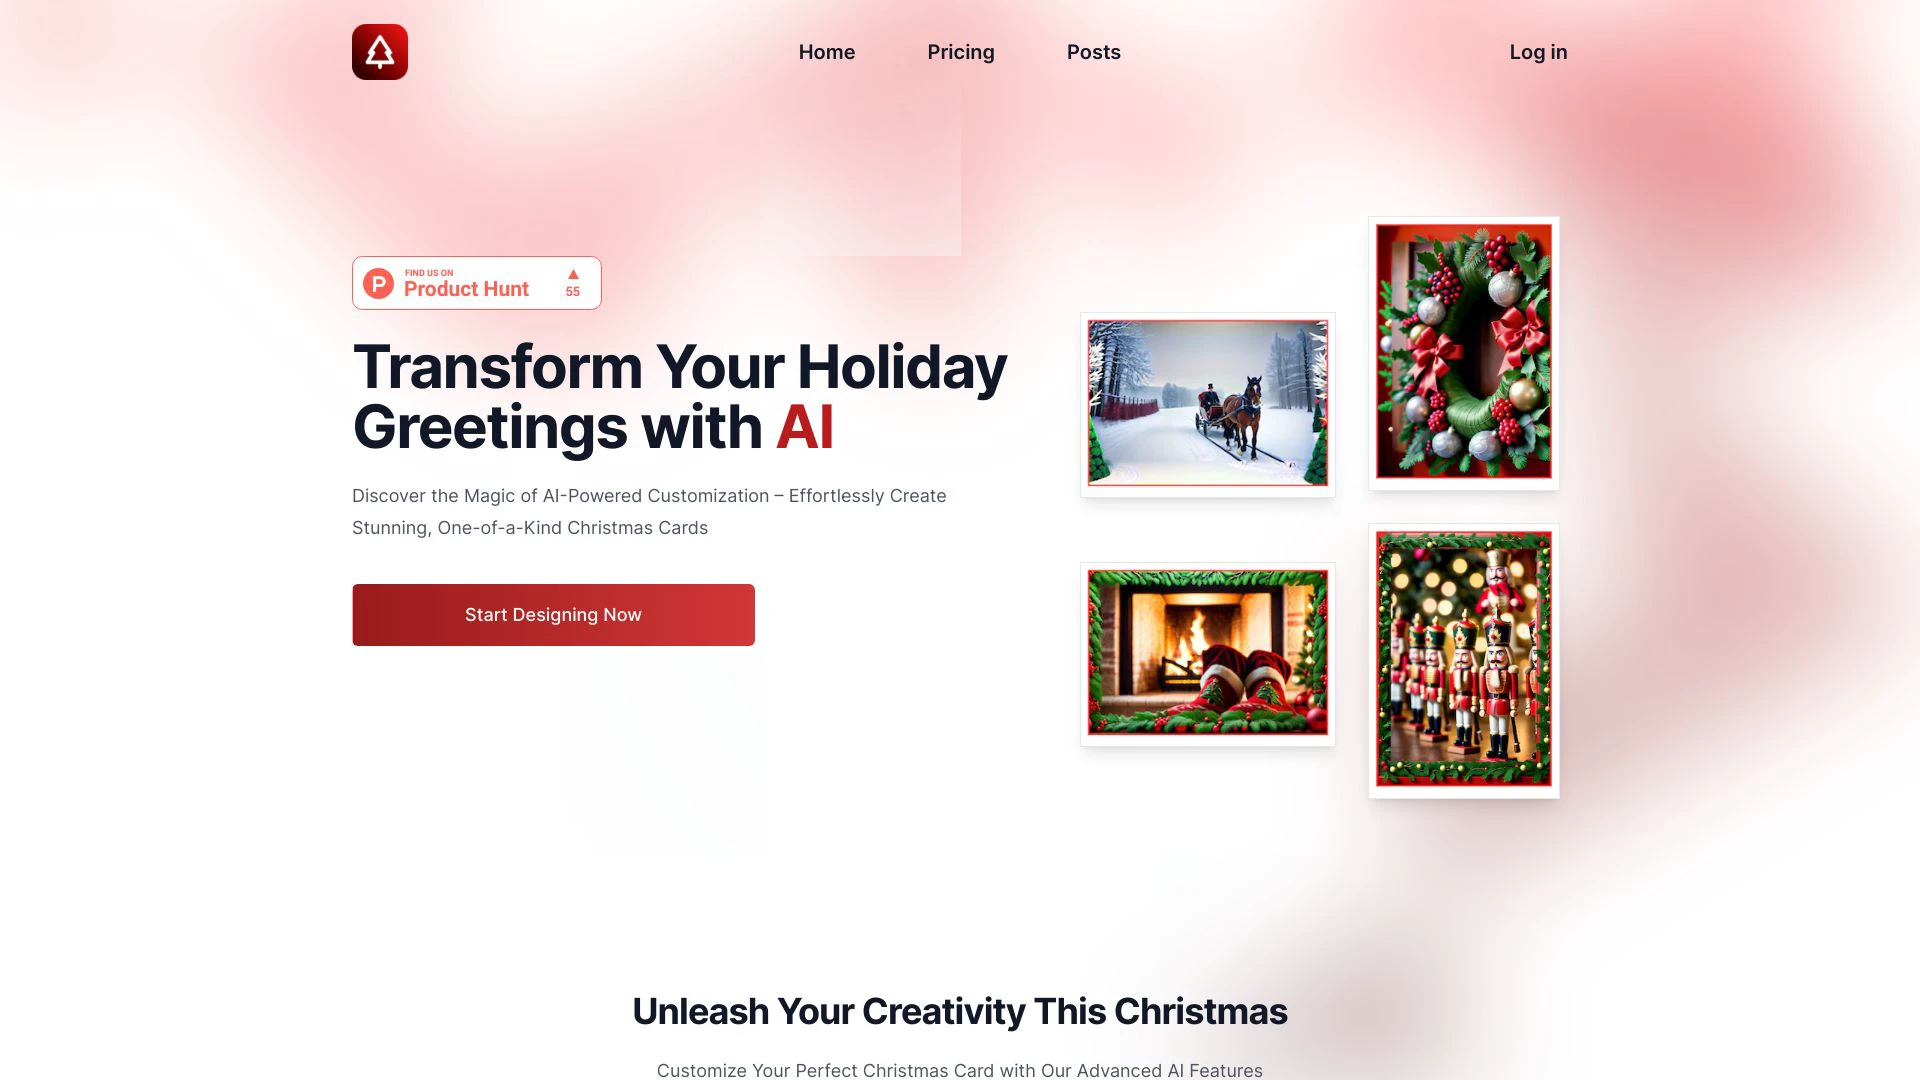 Home
Pricing
Posts
Log in
FIND US ON
Product Hunt
55
Transform Your Holiday
Greetings with AI
Discover the Magic of AI-Powered Customization – Effortlessly Create
Stunning, One-of-a-Kind Christmas Cards
Start Designing Now
Unleash Your Creativity This Christmas
Customize Your Perfect Christmas Card with Our Advanced AI Features